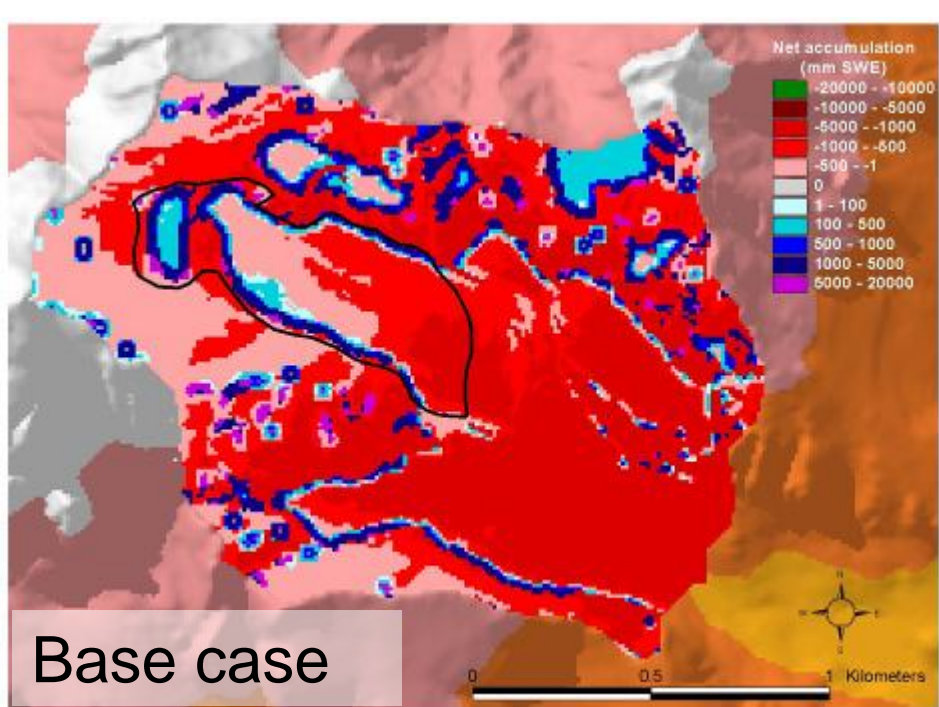 Net accumulation
(mm SWE)
-20000 - -10000
-10000 - -5000
-5000 - -1000
-1000 - -500
-500 - -1
0
1 - 100
100 - 500
500 - 1000
1000 - 5000
5000 - 20000
N
W E
S
Base case
0 0.5 1 Kilometers